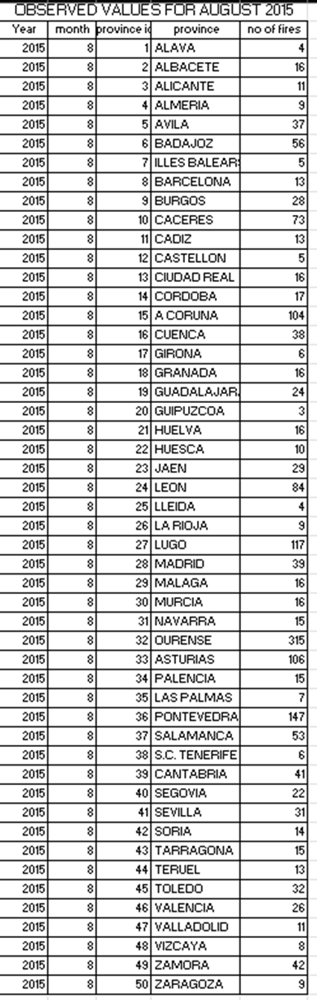 OBSERVED VALUES FOR AUGUST 2015
Year month province id province no of fires
2015 8 1 ALAVA 4
2015 8 2 ALBACETE 16
2015 8 3 ALICANTE 11
2015 8 4 ALMERIA 9
2015 8 5 AVILA 37
2015 8 6 BADAJOZ 56
2015 8 7 ILLES BALEARS 5
2015 8 8 BARCELONA 13
2015 8 9 BURGOS 28
2015 8 10 CACERES 73
2015 8 11 CADIZ 13
2015 8 12 CASTELLON 5
2015 8 13 CIUDAD REAL 16
2015 8 14 CORDOBA 17
2015 8 15 A CORUNA 104
2015 8 16 CUENCA 38
2015 8 17 GIRONA 6
2015 8 18 GRANADA 16
2015 8 19 GUADALAJARA 24
2015 8 20 GUIPUZCOA 3
2015 8 21 HUELVA 16
2015 8 22 HUESCA 10
2015 8 23 JAEN 29
2015 8 24 LEON 84
2015 8 25 LLEIDA 4
2015 8 26 LA RIOJA 9
2015 8 27 LUGO 117
2015 8 28 MADRID 39
2015 8 29 MALAGA 16
2015 8 30 MURCIA 16
2015 8 31 NAVARRA 15
2015 8 32 OURENSE 315
2015 8 33 ASTURIAS 106
2015 8 34 PALENCIA 15
2015 8 35 LAS PALMAS 7
2015 8 36 PONTEVEDRA 147
2015 8 37 SALAMANCA 53
2015 8 38 S.C. TENERIFE 6
2015 8 39 CANTABRIA 41
2015 8 40 SEGOVIA 22
2015 8 41 SEVILLA 31
2015 8 42 SORIA 14
2015 8 43 TARRAGONA 15
2015 8 44 TERUEL 13
2015 8 45 TOLEDO 32
2015 8 46 VALENCIA 26
2015 8 47 VALLADOLID 11
2015 8 48 VIZCAYA 8
2015 8 49 ZAMORA 42
2015 8 50 ZARAGOZA 9